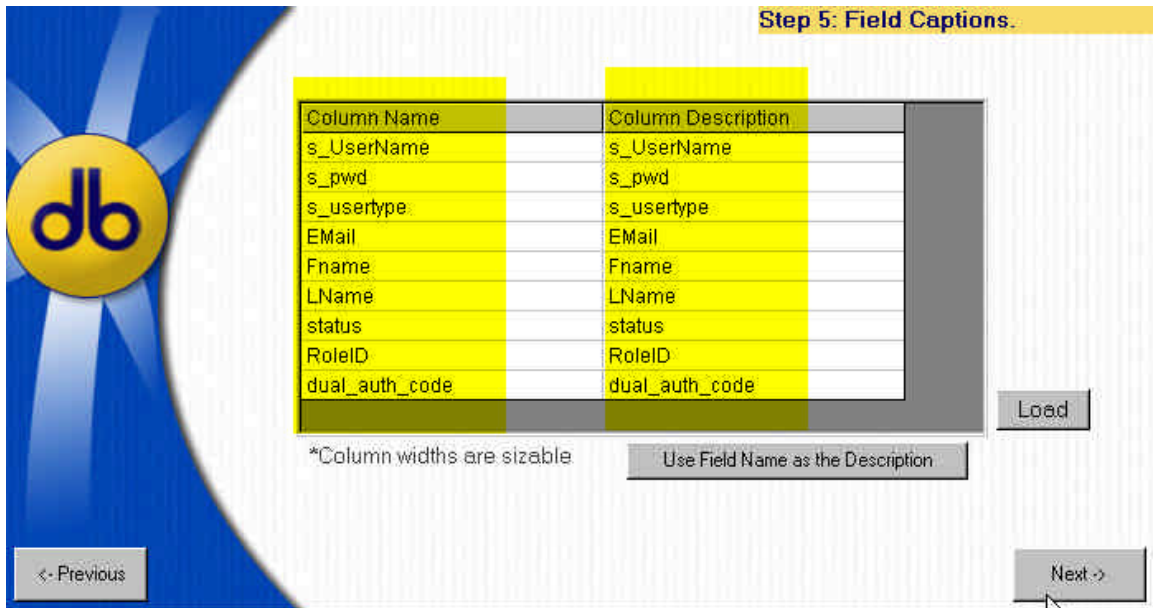 Step 5: Field Captions.
db
Column Name Column Description
s_UserName s_UserName
s_pwd s_pwd
s_usertype s_usertype
EMail EMail
Fname Fname
LName LName
status status
RoleID RoleID
dual_auth_code dual_auth_code
Load
*Column widths are sizable
Use Field Name as the Description
<- Previous
Next ->